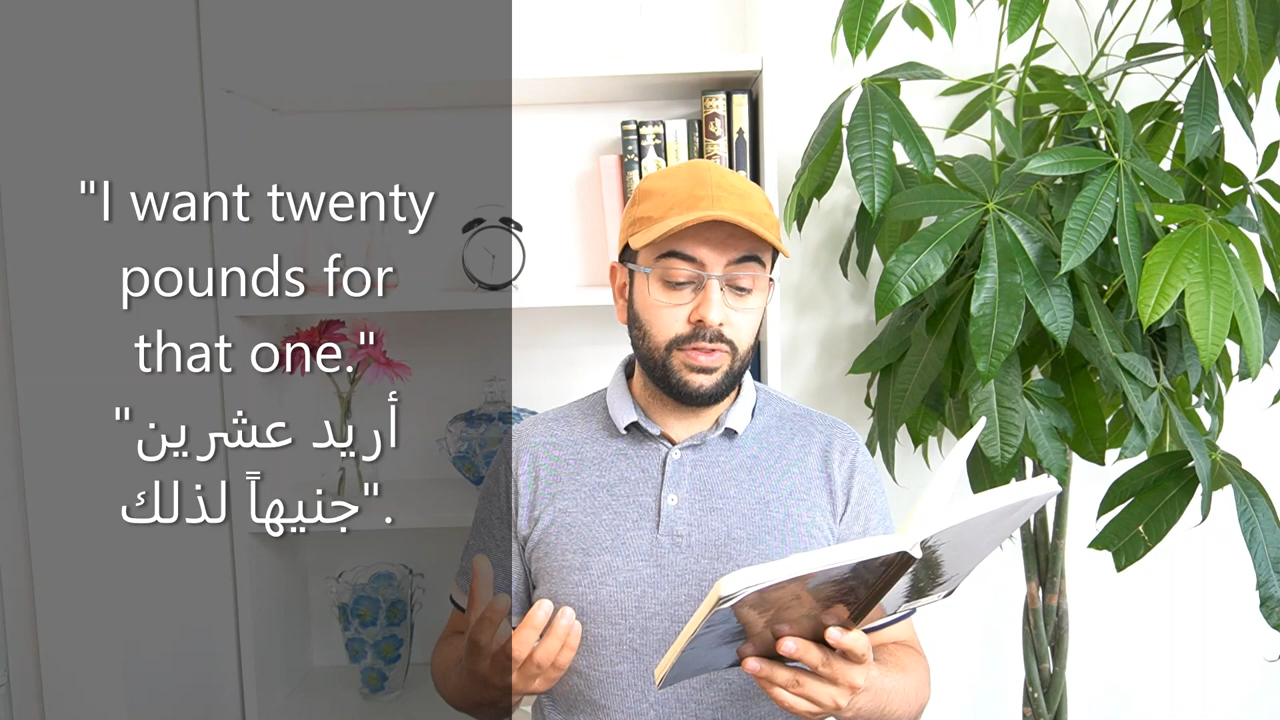 "I want twenty
pounds for
that one."
"أريد عشرين
جنيهاً لذلك".